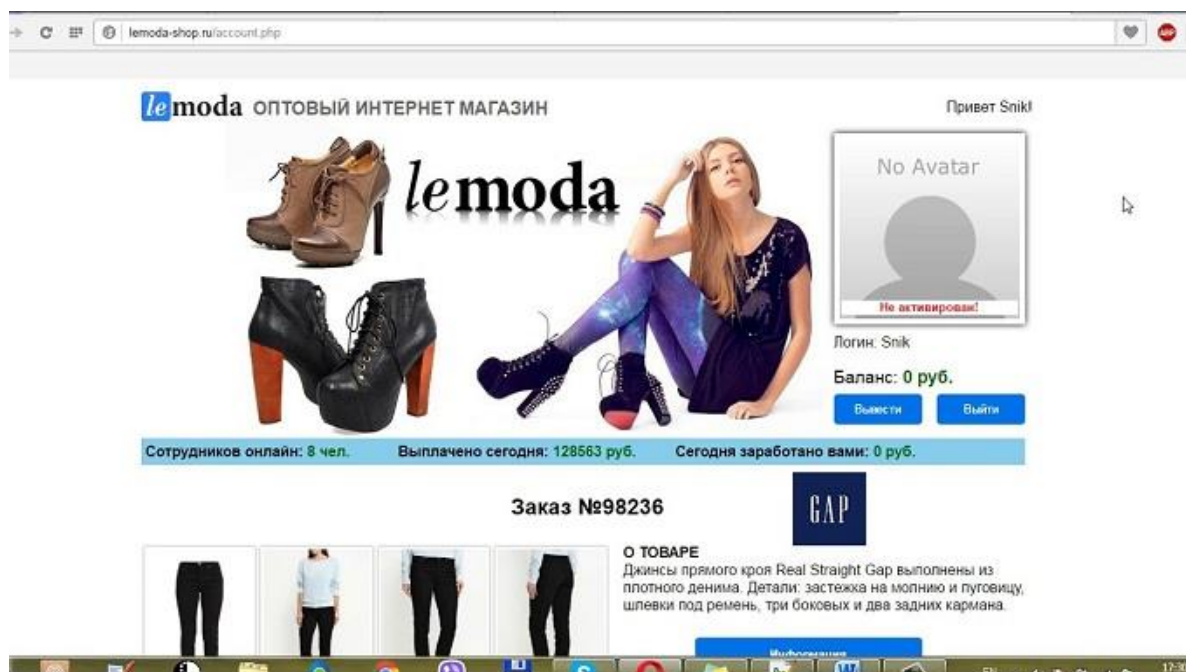 lemoda-shop.ru/account.php
ABP
lemoda ОПТОВЫЙ ИНТЕРНЕТ МАГАЗИН
Привет Snik!
lemoda
No Avatar
Не активирован!
Логин: Snik
Баланс: 0 руб.
Вывести
Выйти
Сотрудников онлайн: 8 чел. Выплачено сегодня: 128563 руб. Сегодня заработано вами: 0 руб.
Заказ №98236
GAP
О ТОВАРЕ
Джинсы прямого кроя Real Straight Gap выполнены из
плотного денима. Детали: застежка на молнию и пуговицу,
шлевки под ремень, три боковых и два задних кармана.
Информация
EN